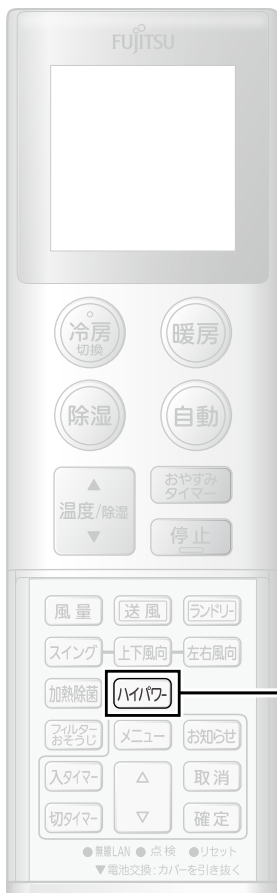 FUJITSU
冷房
切換
暖房
除湿
自動
▲
温度/除湿
▼
おやすみ
タイマー
停止
風量 送風 ランドリー
スイング 上下風向 左右風向
加熱除菌 ハイパワー
フィルター
おそうじ
メニュー お知らせ
入タイマー △ 取消
切タイマー ▽ 確定
●無線LAN ●点検 ●リセット
▼電池交換:カバーを引き抜く